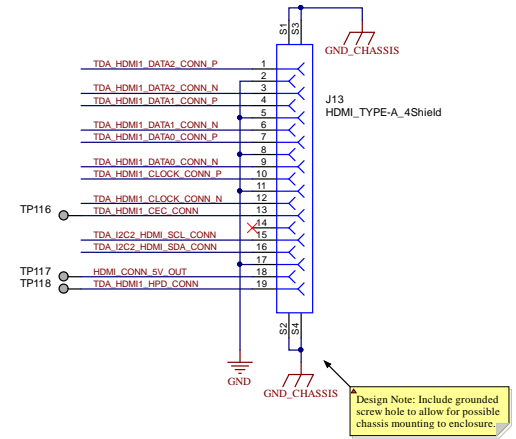 S1
S3
GND_CHASSIS
TDA_HDMI1_DATA2_CONN_P 1
2
TDA_HDMI1_DATA2_CONN_N 3
TDA_HDMI1_DATA1_CONN_P 4
5
TDA_HDMI1_DATA1_CONN_N 6
TDA_HDMI1_DATA0_CONN_P 7
8
TDA_HDMI1_DATA0_CONN_N 9
TDA_HDMI1_CLOCK_CONN_P 10
11
TDA_HDMI1_CLOCK_CONN_N 12
TP116 TDA_HDMI1_CEC_CONN 13
14
TDA_I2C2_HDMI_SCL_CONN 15
TDA_I2C2_HDMI_SDA_CONN 16
17
TP117 HDMI_CONN_5V_OUT 18
TP118 TDA_HDMI1_HPD_CONN 19
J13
HDMI_TYPE-A_4Shield
S2
S4
GND
GND_CHASSIS
Design Note: Include grounded
screw hole to allow for possible
chassis mounting to enclosure.